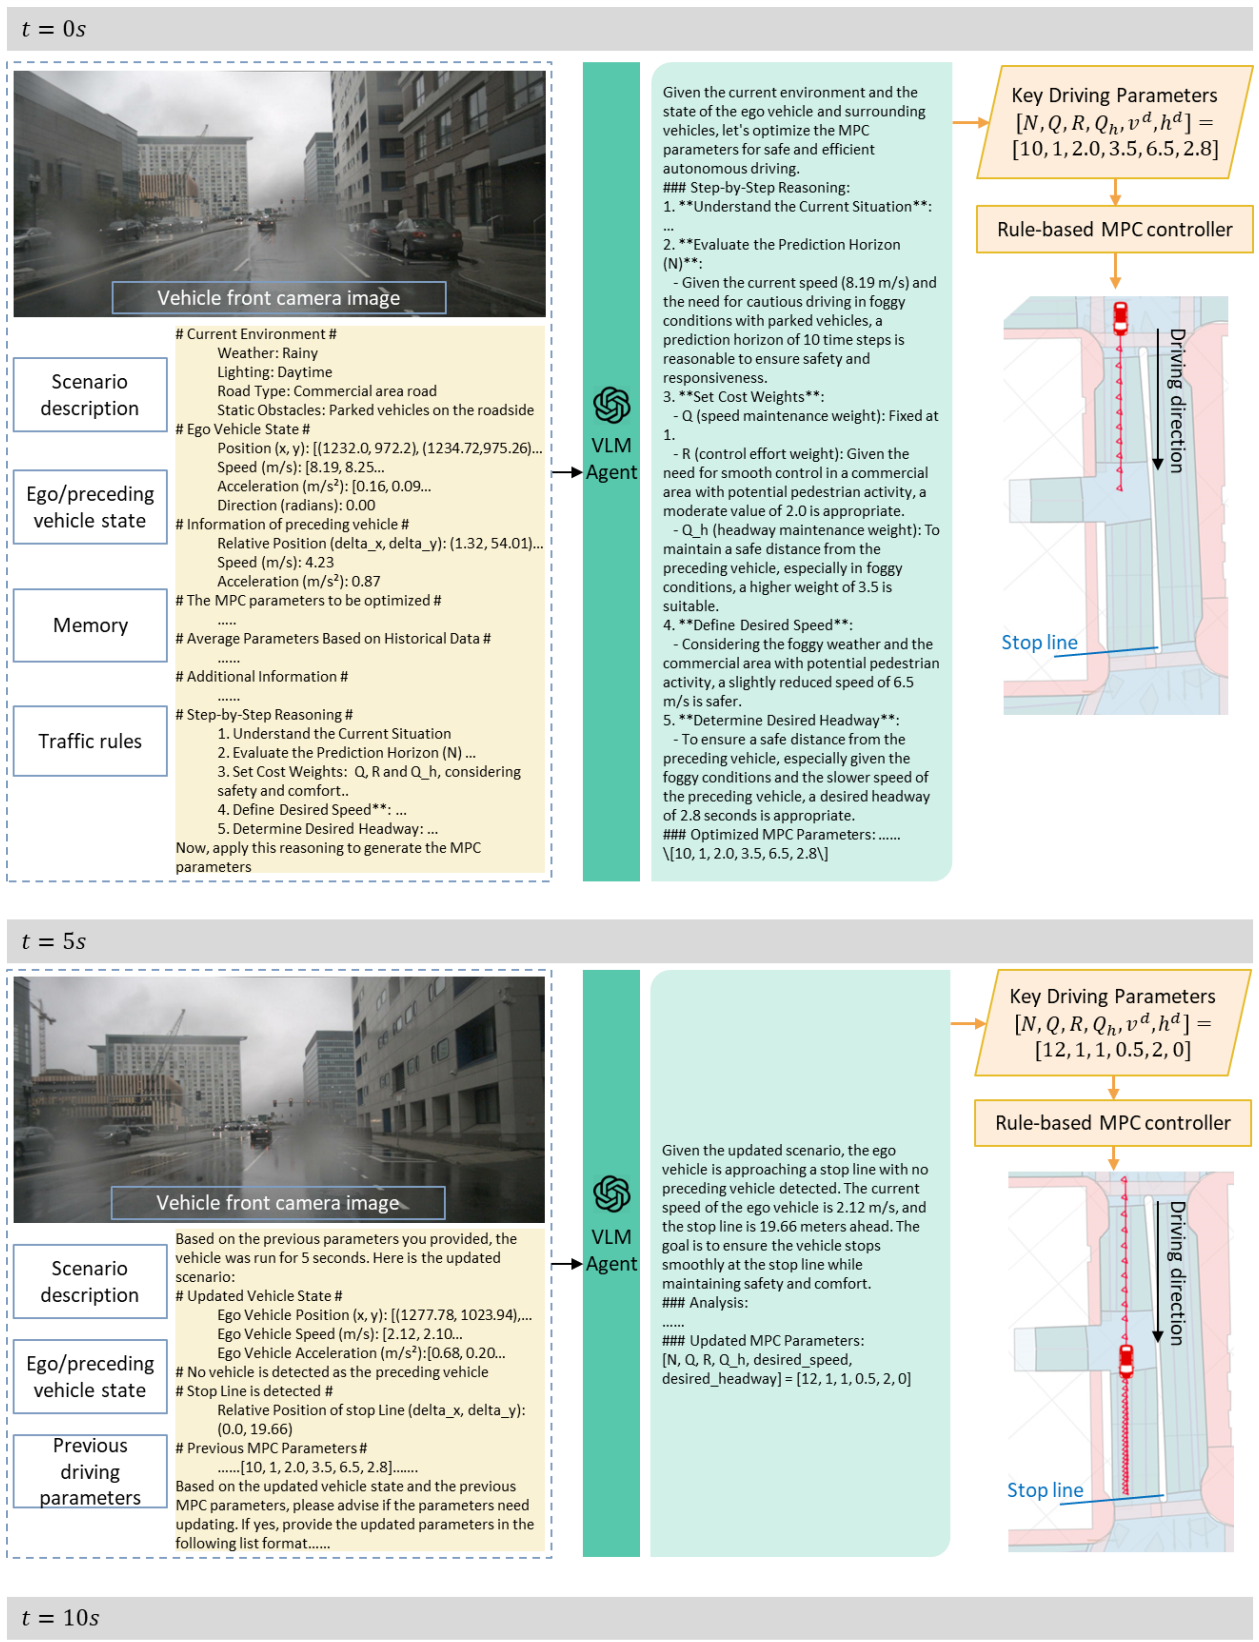 t = 0s
Vehicle front camera image
Scenario
description
Ego/preceding
vehicle state
Memory
Traffic rules
# Current Environment #
Weather: Rainy
Lighting: Daytime
Road Type: Commercial area road
Static Obstacles: Parked vehicles on the roadside
# Ego Vehicle State #
Position (x, y): [(1232.0, 972.2), (1234.72,975.26)...
Speed (m/s): [8.19, 8.25...
Acceleration (m/s²): [0.16, 0.09...
Direction (radians): 0.00
# Information of preceding vehicle #
Relative Position (delta_x, delta_y): (1.32, 54.01)...
Speed (m/s): 4.23
Acceleration (m/s²): 0.87
# The MPC parameters to be optimized #
.....
# Average Parameters Based on Historical Data #
......
# Additional Information #
......
# Step-by-Step Reasoning #
1. Understand the Current Situation
2. Evaluate the Prediction Horizon (N) ...
3. Set Cost Weights:  Q, R and Q_h, considering
safety and comfort..
4. Define Desired Speed**: ...
5. Determine Desired Headway: ...
Now, apply this reasoning to generate the MPC
parameters
VLM
Agent
Given the current environment and the
state of the ego vehicle and surrounding
vehicles, let's optimize the MPC
parameters for safe and efficient
autonomous driving.
### Step-by-Step Reasoning:
1. **Understand the Current Situation**:
...
2. **Evaluate the Prediction Horizon
(N)**:
- Given the current speed (8.19 m/s) and
the need for cautious driving in foggy
conditions with parked vehicles, a
prediction horizon of 10 time steps is
reasonable to ensure safety and
responsiveness.
3. **Set Cost Weights**:
- Q (speed maintenance weight): Fixed at
1.
- R (control effort weight): Given the
need for smooth control in a commercial
area with potential pedestrian activity, a
moderate value of 2.0 is appropriate.
- Q_h (headway maintenance weight): To
maintain a safe distance from the
preceding vehicle, especially in foggy
conditions, a higher weight of 3.5 is
suitable.
4. **Define Desired Speed**:
- Considering the foggy weather and the
commercial area with potential pedestrian
activity, a slightly reduced speed of 6.5
m/s is safer.
5. **Determine Desired Headway**:
- To ensure a safe distance from the
preceding vehicle, especially given the
foggy conditions and the slower speed of
the preceding vehicle, a desired headway
of 2.8 seconds is appropriate.
### Optimized MPC Parameters: ......
\[10, 1, 2.0, 3.5, 6.5, 2.8\]
Key Driving Parameters
[N, Q, R, Q_h, v^d, h^d] =
[10, 1, 2.0, 3.5, 6.5, 2.8]
Rule-based MPC controller
Driving direction
Stop line
t = 5s
Vehicle front camera image
Scenario
description
Ego/preceding
vehicle state
Previous
driving
parameters
Based on the previous parameters you provided, the
vehicle was run for 5 seconds. Here is the updated
scenario:
# Updated Vehicle State #
Ego Vehicle Position (x, y): [(1277.78, 1023.94),...
Ego Vehicle Speed (m/s): [2.12, 2.10...
Ego Vehicle Acceleration (m/s²):[0.68, 0.20...
# No vehicle is detected as the preceding vehicle
# Stop Line is detected #
Relative Position of stop Line (delta_x, delta_y):
(0.0, 19.66)
# Previous MPC Parameters #
......[10, 1, 2.0, 3.5, 6.5, 2.8].......
Based on the updated vehicle state and the previous
MPC parameters, please advise if the parameters need
updating. If yes, provide the updated parameters in the
following list format......
VLM
Agent
Given the updated scenario, the ego
vehicle is approaching a stop line with no
preceding vehicle detected. The current
speed of the ego vehicle is 2.12 m/s, and
the stop line is 19.66 meters ahead. The
goal is to ensure the vehicle stops
smoothly at the stop line while
maintaining safety and comfort.
### Analysis:
......
### Updated MPC Parameters:
[N, Q, R, Q_h, desired_speed,
desired_headway] = [12, 1, 1, 0.5, 2, 0]
Key Driving Parameters
[N, Q, R, Q_h, v^d, h^d] =
[12, 1, 1, 0.5, 2, 0]
Rule-based MPC controller
Driving direction
Stop line
t = 10s